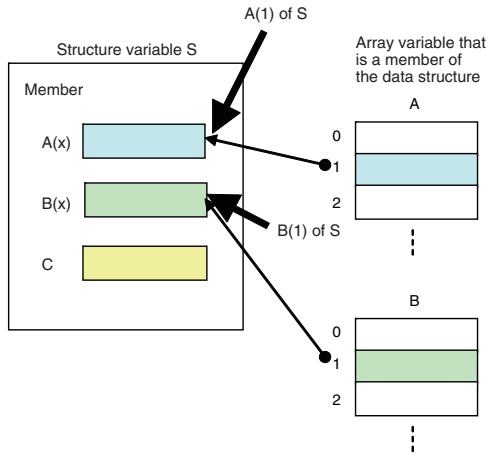 A(1) of S
Structure variable S
Array variable that
is a member of
the data structure
Member
A
A(x)
0
1
2
B(x)
B(1) of S
C
B
0
1
2